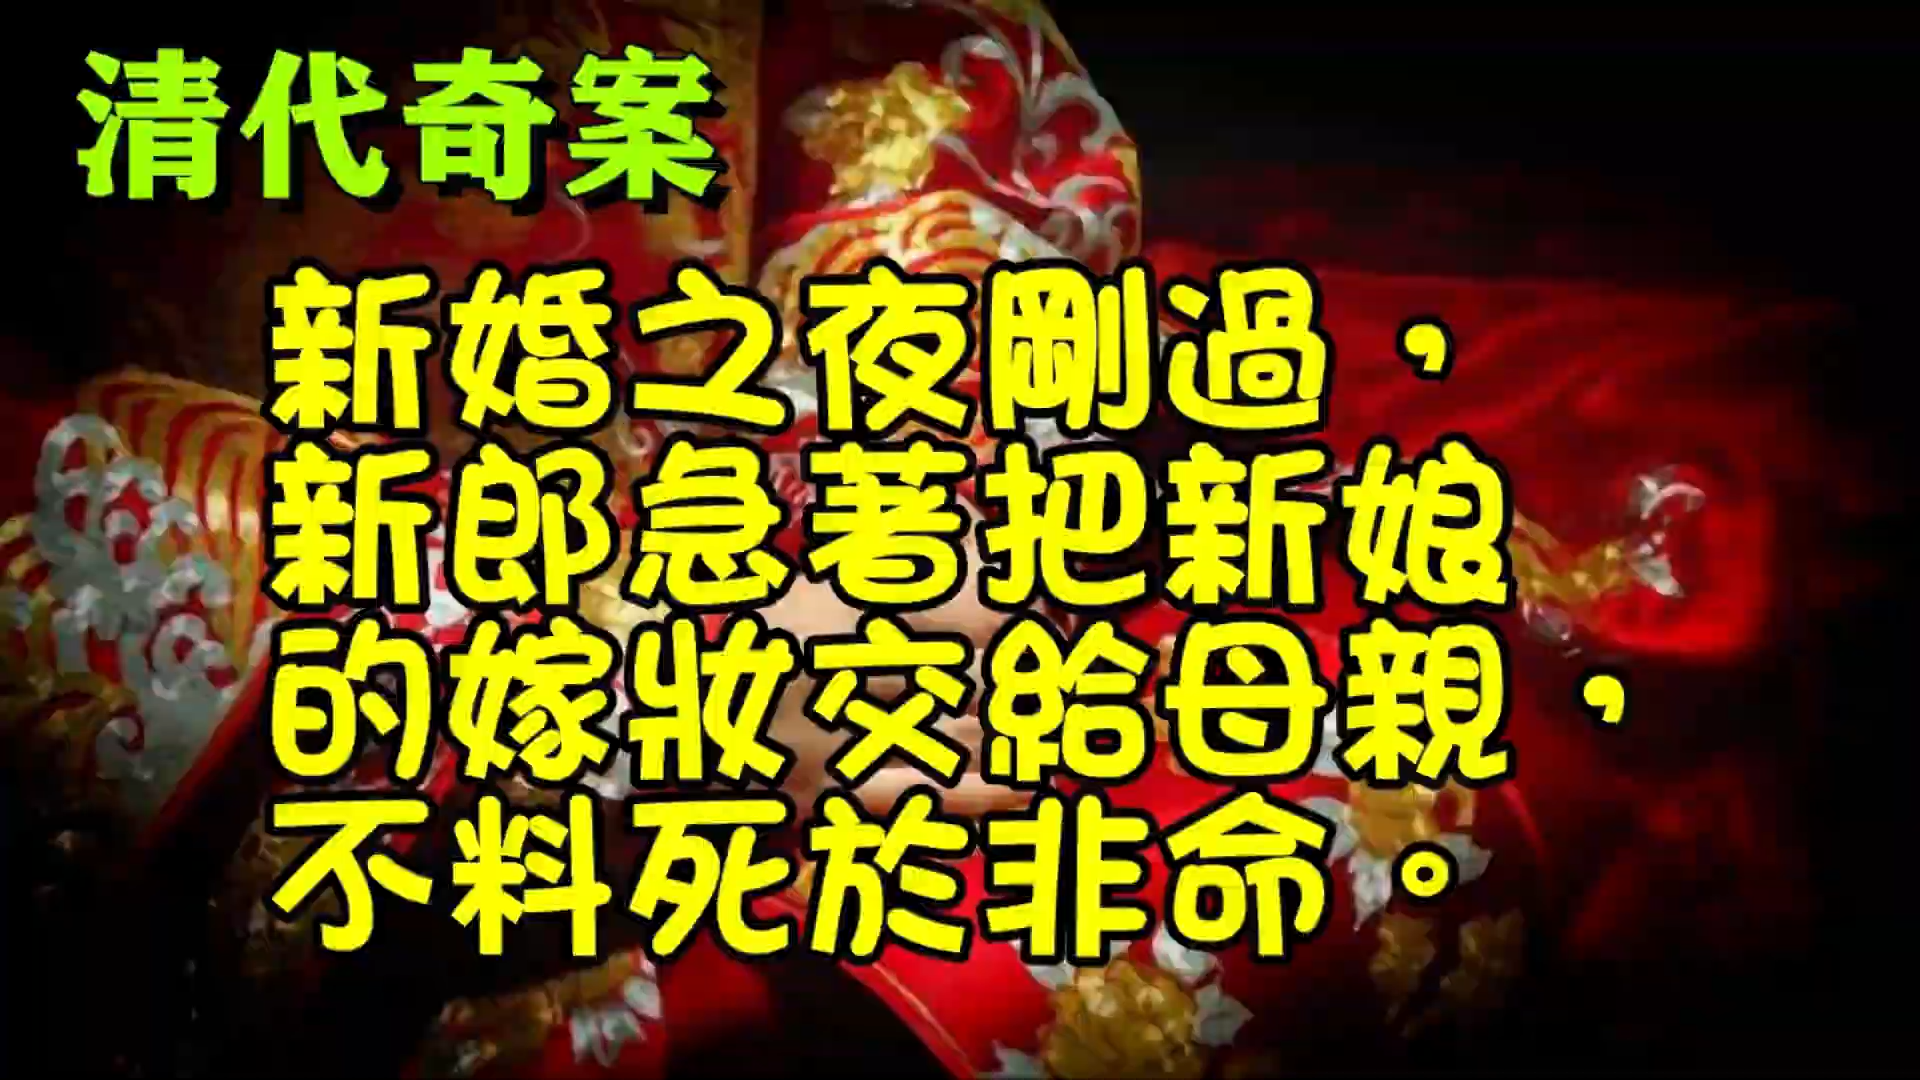 清代奇案
新婚之夜剛過，
新郎急著把新娘
的嫁妝交給母親，
不料死於非命。